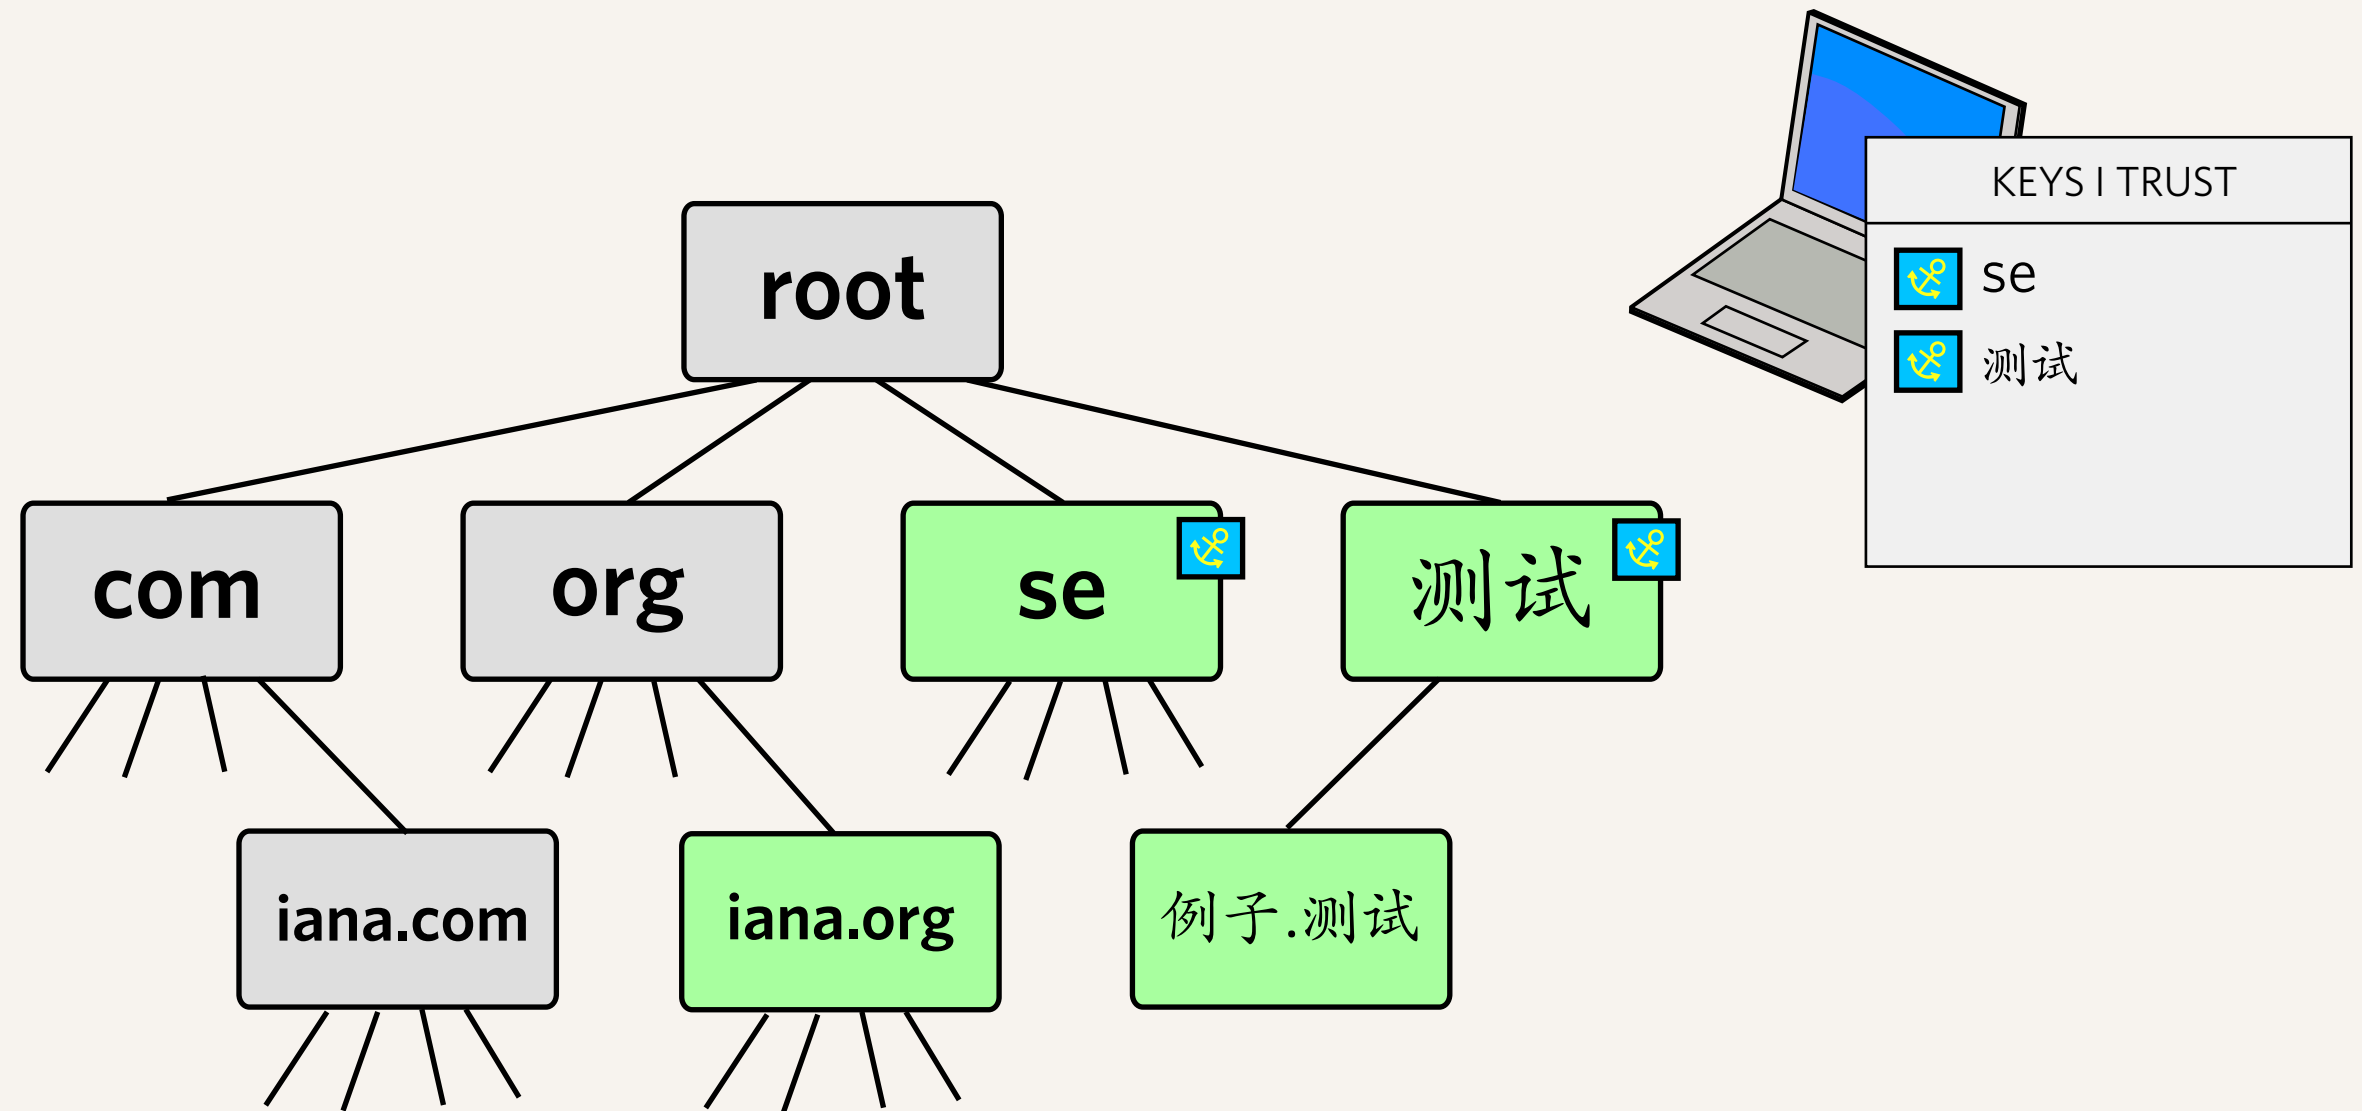 KEYS I TRUST
se
测试
root
com
org
se
测试
iana.com
iana.org
例子.测试